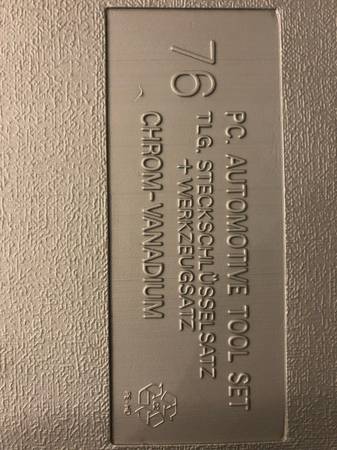 76
PC. AUTOMOTIVE TOOL SET
TLG. STECKSCHLÜSSELSATZ
+ WERKZEUGSATZ
CHROM-VANADIUM